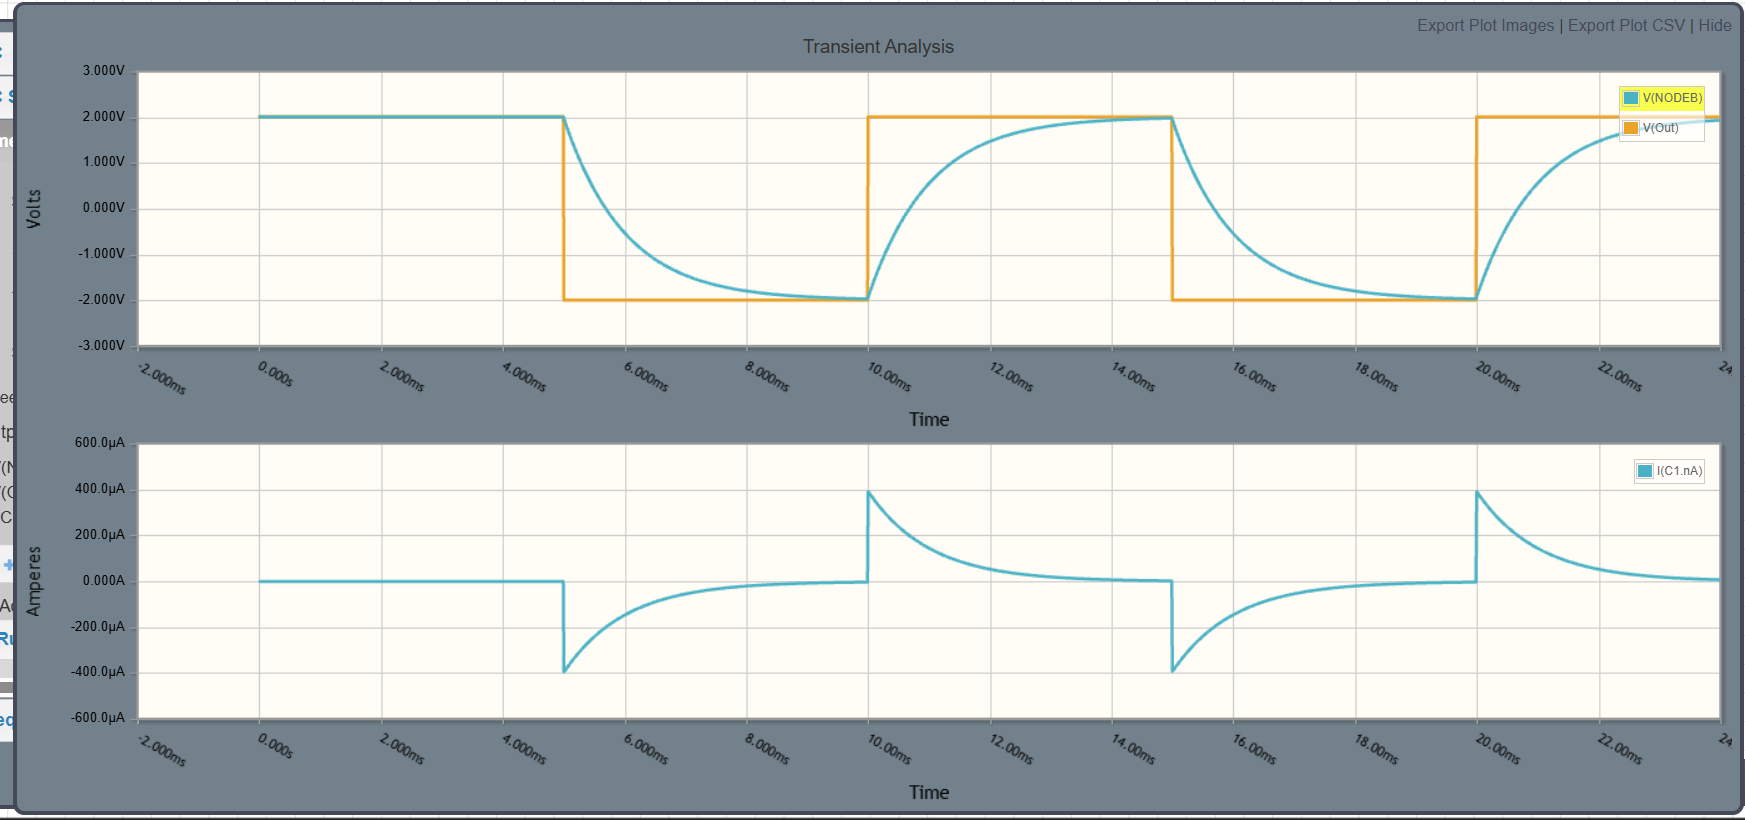 Export Plot Images | Export Plot CSV | Hide
Transient Analysis
3.000V
2.000V
1.000V
0.000V
-1.000V
-2.000V
-3.000V
Volts
V(NODEB)
V(Out)
-2.000ms 0.000s 2.000ms 4.000ms 6.000ms 8.000ms 10.00ms 12.00ms 14.00ms 16.00ms 18.00ms 20.00ms 22.00ms 24.
Time
600.0µA
400.0µA
200.0µA
0.000A
-200.0µA
-400.0µA
-600.0µA
Amperes
I(C1.nA)
-2.000ms 0.000s 2.000ms 4.000ms 6.000ms 8.000ms 10.00ms 12.00ms 14.00ms 16.00ms 18.00ms 20.00ms 22.00ms 24.
Time